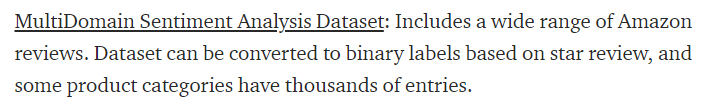 MultiDomain Sentiment Analysis Dataset: Includes a wide range of Amazon
reviews. Dataset can be converted to binary labels based on star review, and
some product categories have thousands of entries.